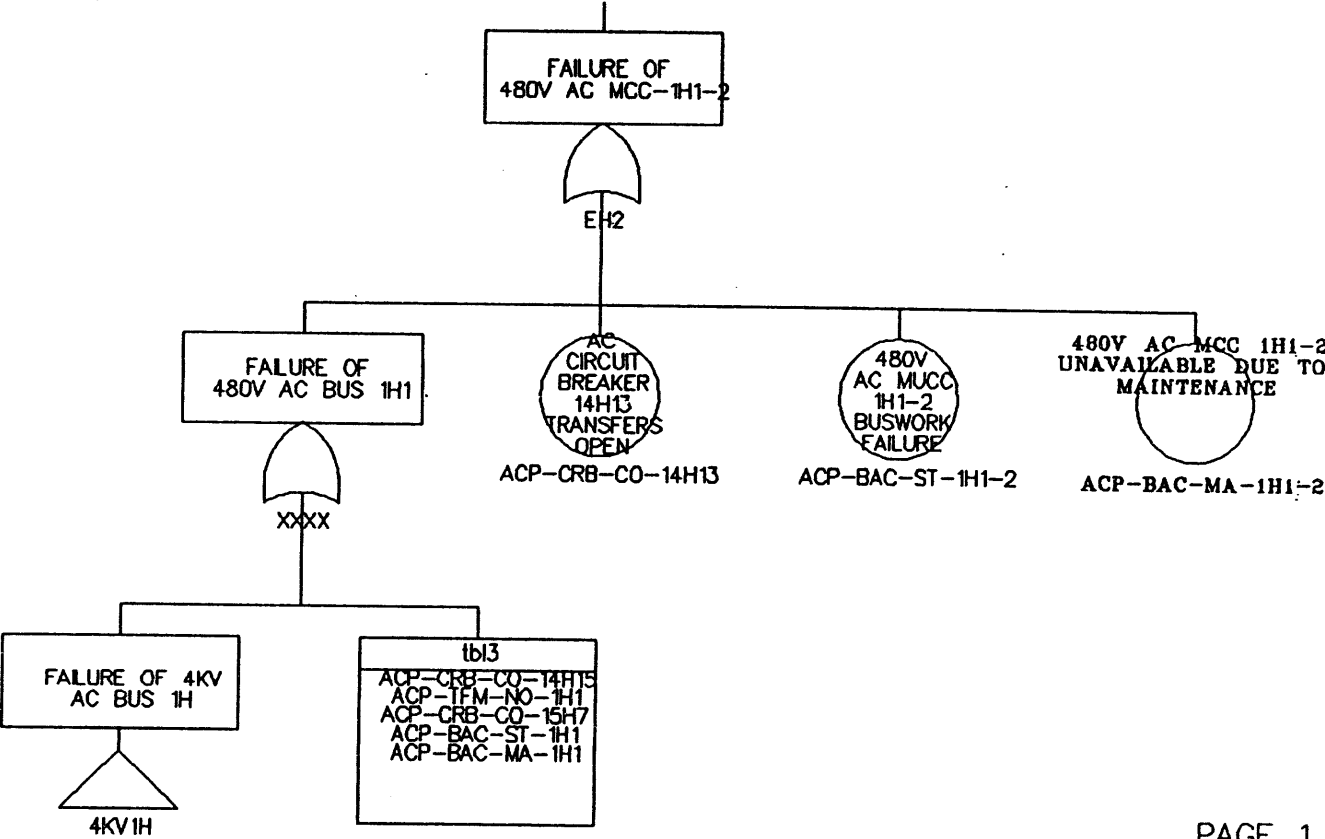 FAILURE OF
480V AC MCC-1H1-2
EH2
FAILURE OF
480V AC BUS 1H1
XXXX
AC
CIRCUIT
BREAKER
14H13
TRANSFERS
OPEN
ACP-CRB-CO-14H13
480V
AC MUCC
1H1-2
BUSWORK
FAILURE
ACP-BAC-ST-1H1-2
480V AC MCC 1H1-2
UNAVAILABLE DUE TO
MAINTENANCE
ACP-BAC-MA-1H1-2
FAILURE OF 4KV
AC BUS 1H
4KV1H
tbl3
ACP-CRB-CO-14H15
ACP-TFM-NO-1H1
ACP-CRB-CO-15H7
ACP-BAC-ST-1H1
ACP-BAC-MA-1H1
PAGE 1